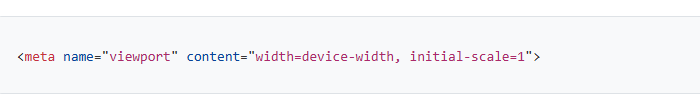 <meta name="viewport" content="width=device-width, initial-scale=1">